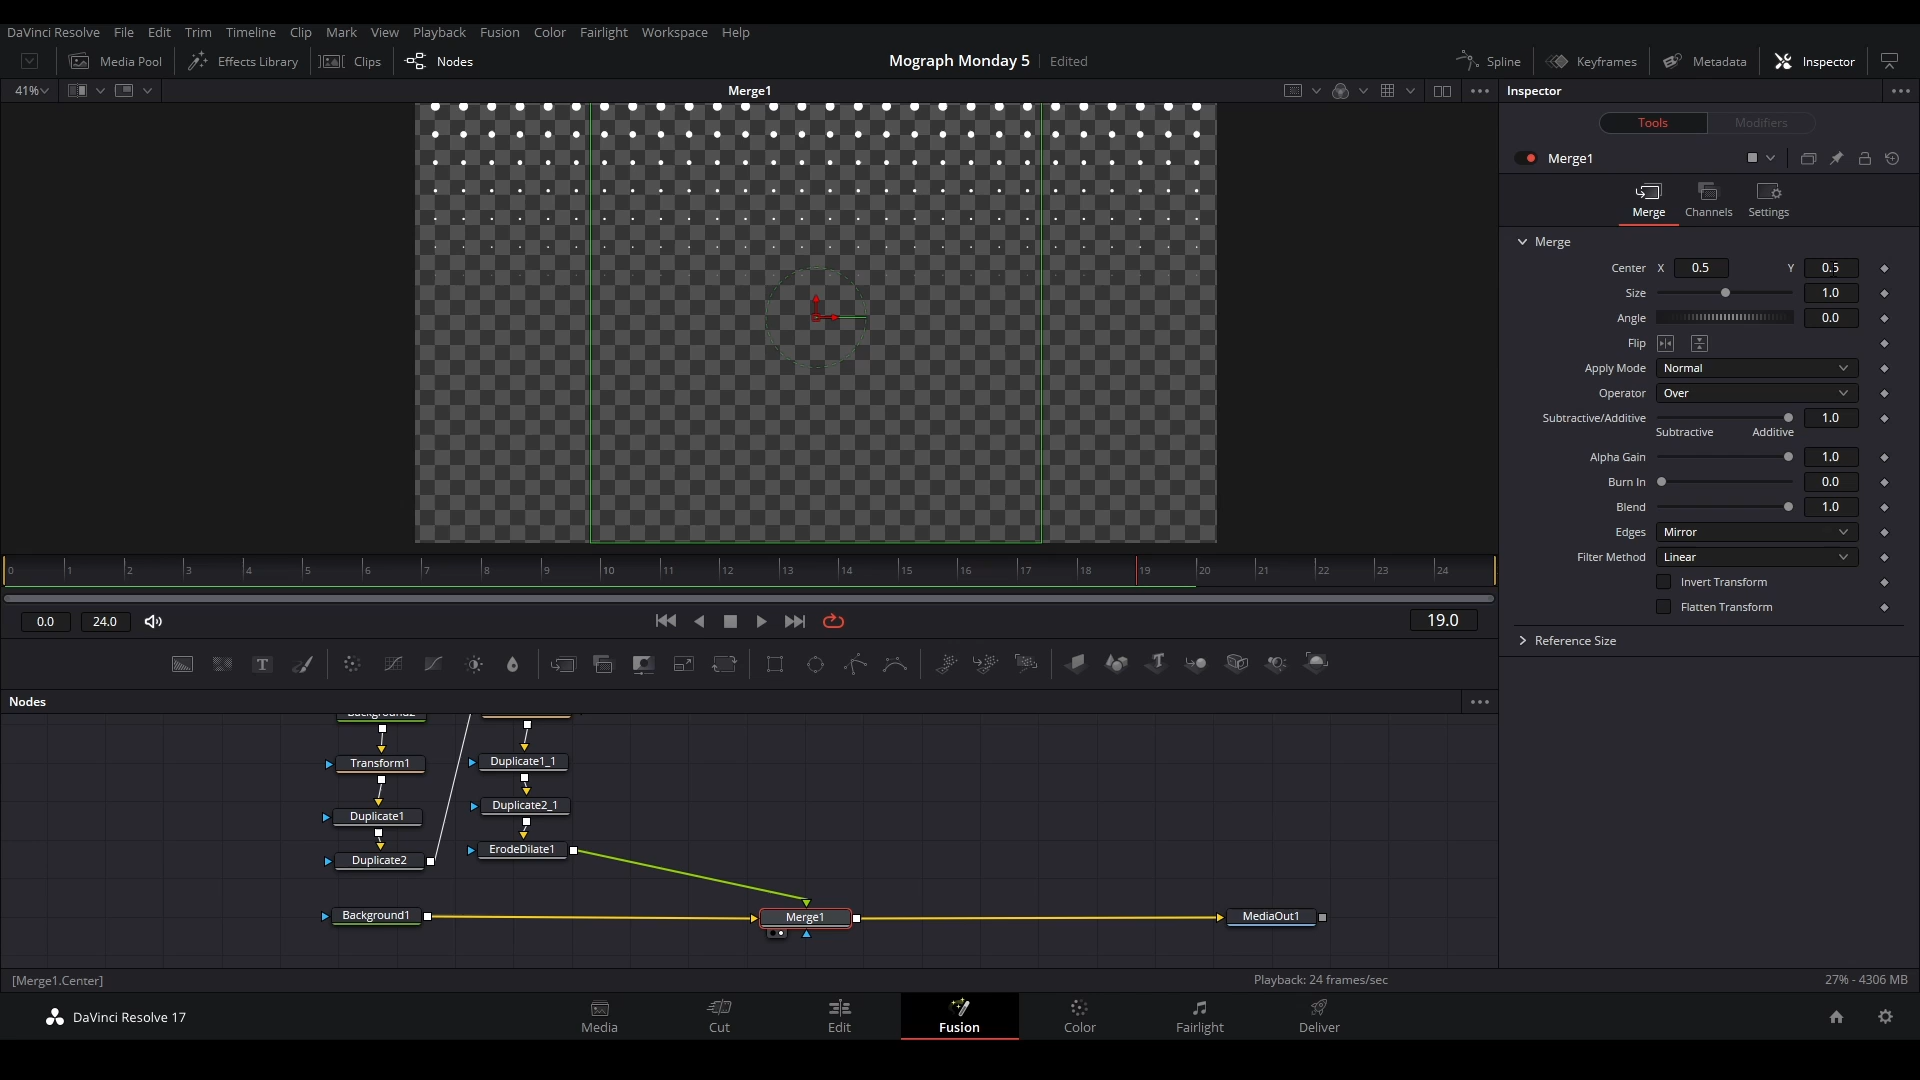 DaVinci Resolve File Edit Trim Timeline Clip Mark View Playback Fusion Color Fairlight Workspace Help
Media Pool Effects Library Clips Nodes Mograph Monday 5 Edited Spline Keyframes Metadata Inspector
41% Merge1 Inspector
Tools Modifiers
Merge1
Merge Channels Settings
Merge
Center X 0.5 Y 0.5
Size 1.0
Angle 0.0
Flip
Apply Mode Normal
Operator Over
Subtractive/Additive 1.0
Subtractive Additive
Alpha Gain 1.0
Burn In 0.0
Blend 1.0
Edges Mirror
Filter Method Linear
Invert Transform
Flatten Transform
Reference Size
0 1 2 3 4 5 6 7 8 9 10 11 12 13 14 15 16 17 18 19 20 21 22 23 24
0.0 24.0 19.0
Nodes
Background2
Transform1 Duplicate1_1
Duplicate1 Duplicate2_1
Duplicate2 ErodeDilate1
Background1 Merge1 MediaOut1
[Merge1.Center] Playback: 24 frames/sec 27% - 4306 MB
DaVinci Resolve 17 Media Cut Edit Fusion Color Fairlight Deliver